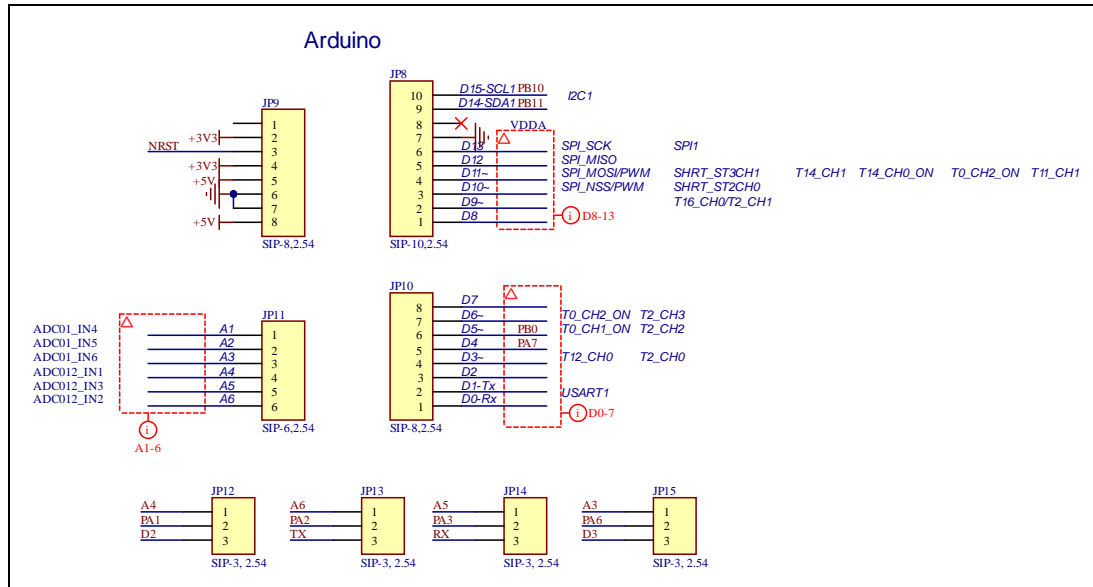 Arduino
JP9
1
+3V3 2
NRST 3
+3V3 4
+5V 5
6
7
+5V 8
SIP-8,2.54
JP8
10 D15-SCL1 PB10 I2C1
9 D14-SDA1 PB11
8 VDDA
7
6 D13 SPI_SCK SPI1
5 D12 SPI_MISO
4 D11~ SPI_MOSI/PWM SHRT_ST3CH1 T14_CH1 T14_CH0_ON T0_CH2_ON T11_CH1
3 D10~ SPI_NSS/PWM SHRT_ST2CH0
2 D9~ T16_CH0/T2_CH1
1 D8
i D8-13
SIP-10,2.54
JP11
ADC01_IN4 A1 1
ADC01_IN5 A2 2
ADC01_IN6 A3 3
ADC012_IN1 A4 4
ADC012_IN3 A5 5
ADC012_IN2 A6 6
SIP-6,2.54
i
A1-6
JP10
8 D7
7 D6~ T0_CH2_ON T2_CH3
6 D5~ PB0 T0_CH1_ON T2_CH2
5 D4 PA7
4 D3~ T12_CH0 T2_CH0
3 D2
2 D1-Tx USART1
1 D0-Rx
i D0-7
SIP-8,2.54
JP12
A4 1
PA1 2
D2 3
SIP-3, 2.54
JP13
A6 1
PA2 2
TX 3
SIP-3, 2.54
JP14
A5 1
PA3 2
RX 3
SIP-3, 2.54
JP15
A3 1
PA6 2
D3 3
SIP-3, 2.54